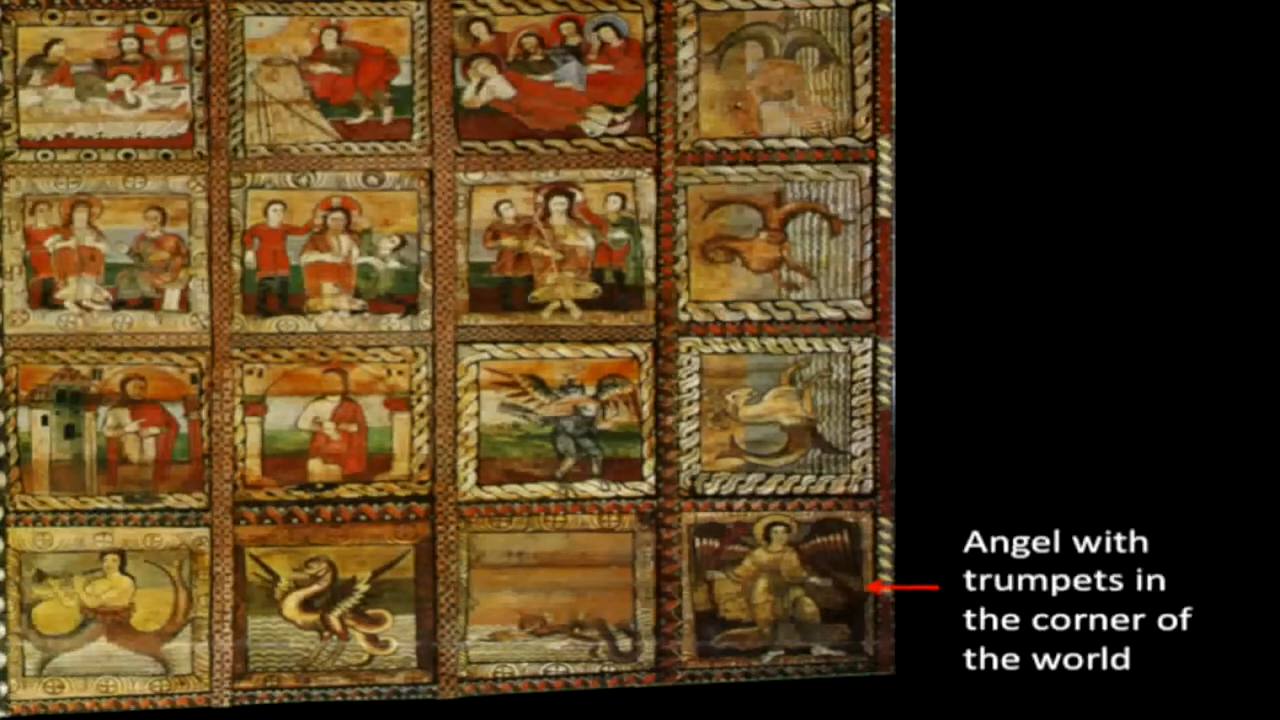 Angel with
trumpets in
the corner of
the world